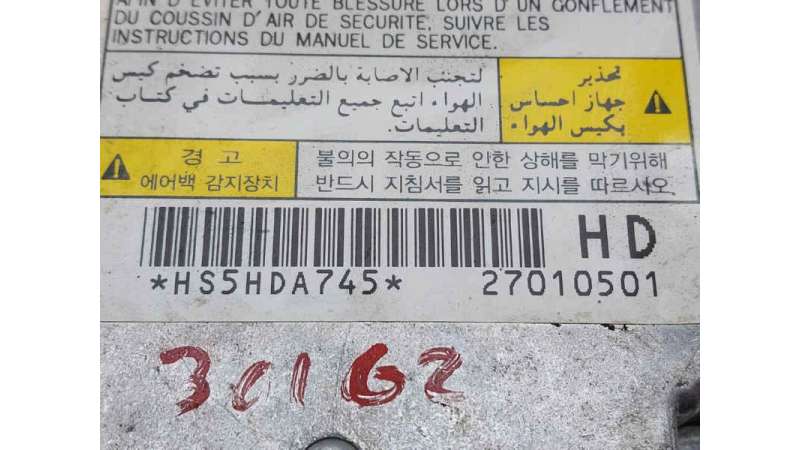 AFIN D'EVITER TOUTE BLESSURE LORS D'UN GONFLEMENT
DU COUSSIN D'AIR DE SECURITE, SUIVRE LES
INSTRUCTIONS DU MANUEL DE SERVICE.
تحذير
جهاز احساس
بكيس الهواء
لتجنب الاصابة بالضرر بسبب تضخم كيس
الهواء اتبع جميع التعليمات في كتاب
التعليمات.
경 고
에어백 감지장치
불의의 작동으로 인한 상해를 막기위해
반드시 지침서를 읽고 지시를 따르시오.
HD
*HS5HDA745* 27010501
30162